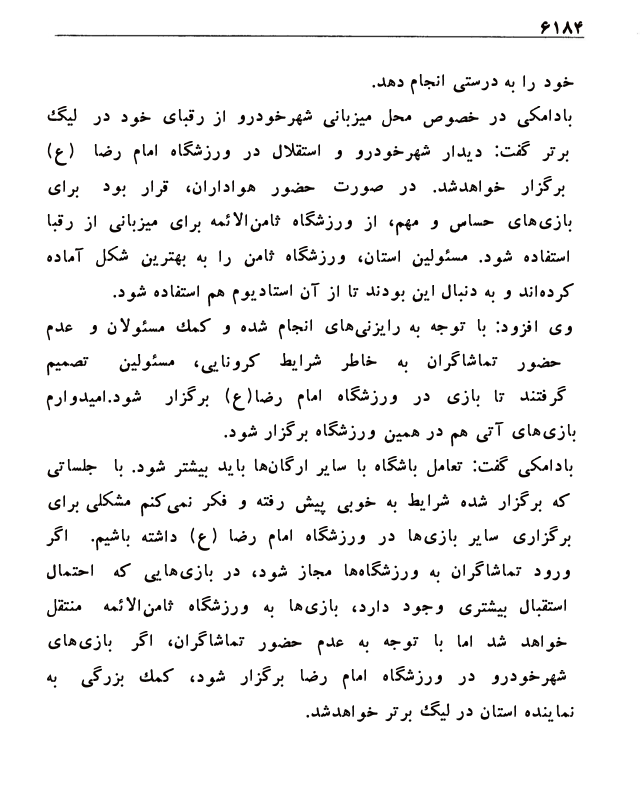 ۶۱۸۴
خود را به درستی انجام دهد.
بادامکی در خصوص محل میزبانی شهرخودرو از رقبای خود در لیگ
برتر گفت: دیدار شهرخودرو و استقلال در ورزشگاه امام رضا (ع)
برگزار خواهدشد. در صورت حضور هواداران، قرار بود برای
بازی‌های حساس و مهم، از ورزشگاه ثامن‌الائمه برای میزبانی از رقبا
استفاده شود. مسئولین استان، ورزشگاه ثامن را به بهترین شکل آماده
کرده‌اند و به دنبال این بودند تا از آن استادیوم هم استفاده شود.
وی افزود: با توجه به رایزنی‌های انجام شده و کمک مسئولان و عدم
حضور تماشاگران به خاطر شرایط کرونایی، مسئولین تصمیم
گرفتند تا بازی در ورزشگاه امام رضا(ع) برگزار شود.امیدوارم
بازی‌های آتی هم در همین ورزشگاه برگزار شود.
بادامکی گفت: تعامل باشگاه با سایر ارگان‌ها باید بیشتر شود. با جلساتی
که برگزار شده شرایط به خوبی پیش رفته و فکر نمی‌کنم مشکلی برای
برگزاری سایر بازی‌ها در ورزشگاه امام رضا (ع) داشته باشیم. اگر
ورود تماشاگران به ورزشگاه‌ها مجاز شود، در بازی‌هایی که احتمال
استقبال بیشتری وجود دارد، بازی‌ها به ورزشگاه ثامن‌الائمه منتقل
خواهد شد اما با توجه به عدم حضور تماشاگران، اگر بازی‌های
شهرخودرو در ورزشگاه امام رضا برگزار شود، کمک بزرگی به
نماینده استان در لیگ برتر خواهدشد.